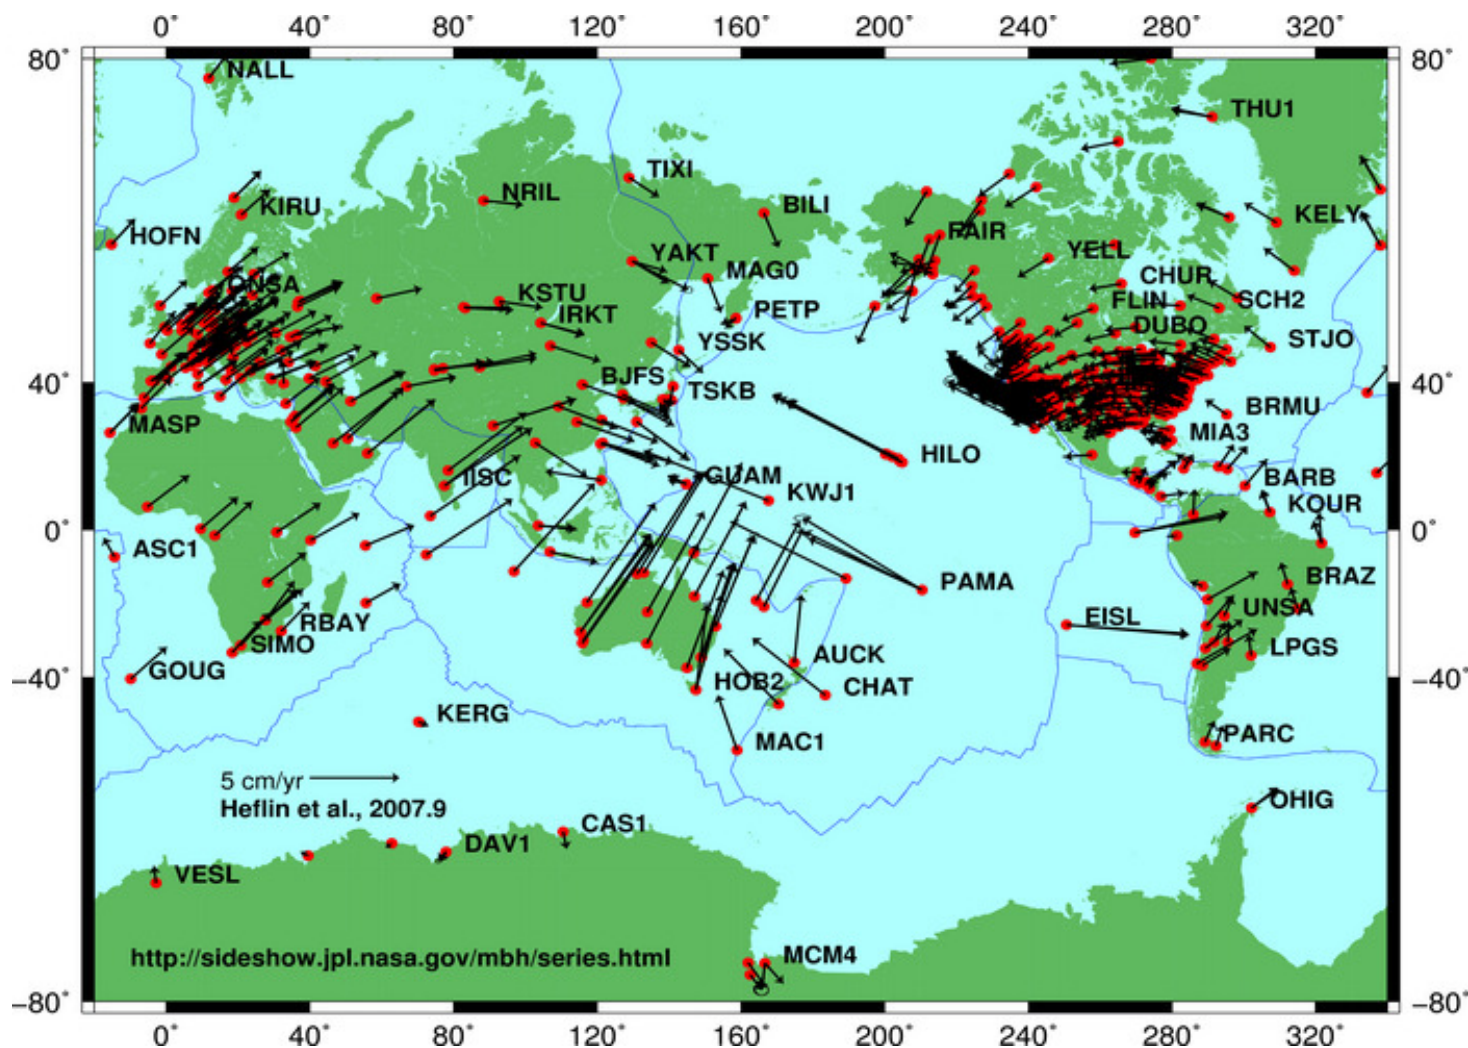 0° 40° 80° 120° 160° 200° 240° 280° 320°
80° 80°
NALL
THU1
TIXI
NRIL
BILI
KIRU
KELY
HOFN
FAIR
YAKT
YELL
MAG0
CHUR
ONSA
KSTU
FLIN
SCH2
PETP
IRKT
DUBO
STJO
YSSK
40° 40°
BJFS
TSKB
BRMU
MASP
MIA3
HILO
IISC
GUAM
BARB
KWJ1
KOUR
0° 0°
ASC1
BRAZ
PAMA
UNSA
EISL
RBAY
SIMO
LPGS
AUCK
GOUG
−40° −40°
HOB2
CHAT
KERG
PARC
MAC1
5 cm/yr
OHIG
Heflin et al., 2007.9
CAS1
DAV1
VESL
MCM4
http://sideshow.jpl.nasa.gov/mbh/series.html
−80° −80°
0° 40° 80° 120° 160° 200° 240° 280° 320°